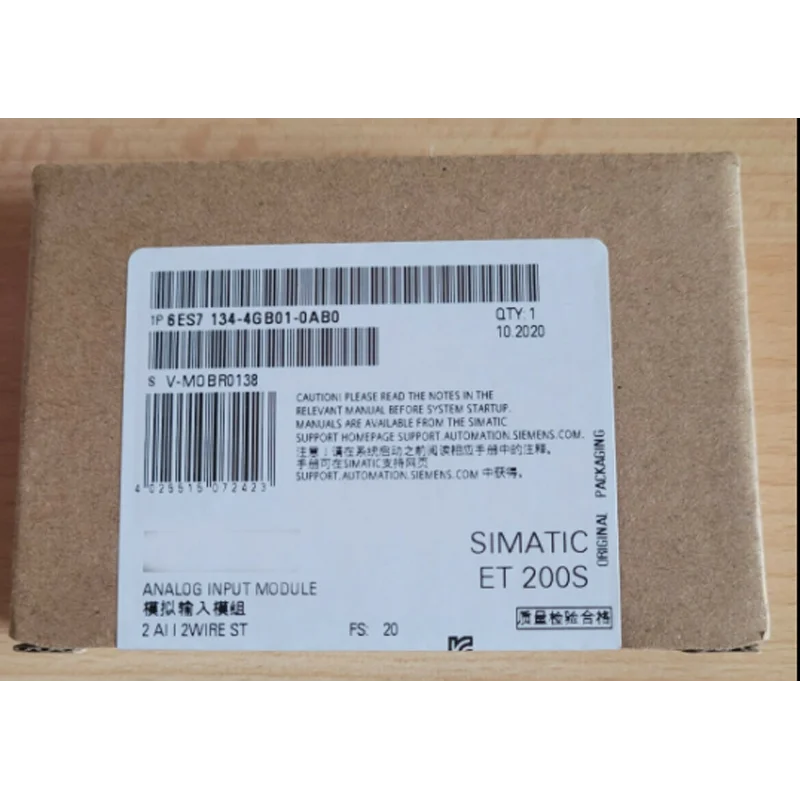 1P 6ES7 134-4GB01-0AB0
QTY: 1
10.2020
S V-MOBR0138
4 025515 072423
CAUTION! PLEASE READ THE NOTES IN THE
RELEVANT MANUAL BEFORE SYSTEM STARTUP.
MANUALS ARE AVAILABLE FROM THE SIMATIC
SUPPORT HOMEPAGE SUPPORT.AUTOMATION.SIEMENS.COM.
注意！请在系统启动之前阅读相应手册中的注释。
手册可在SIMATIC支持网页
SUPPORT.AUTOMATION.SIEMENS.COM 中获得。
ORIGINAL PACKAGING
SIMATIC
ET 200S
ANALOG INPUT MODULE
模拟输入模组
2 AI I 2WIRE ST
FS: 20
质量检验合格